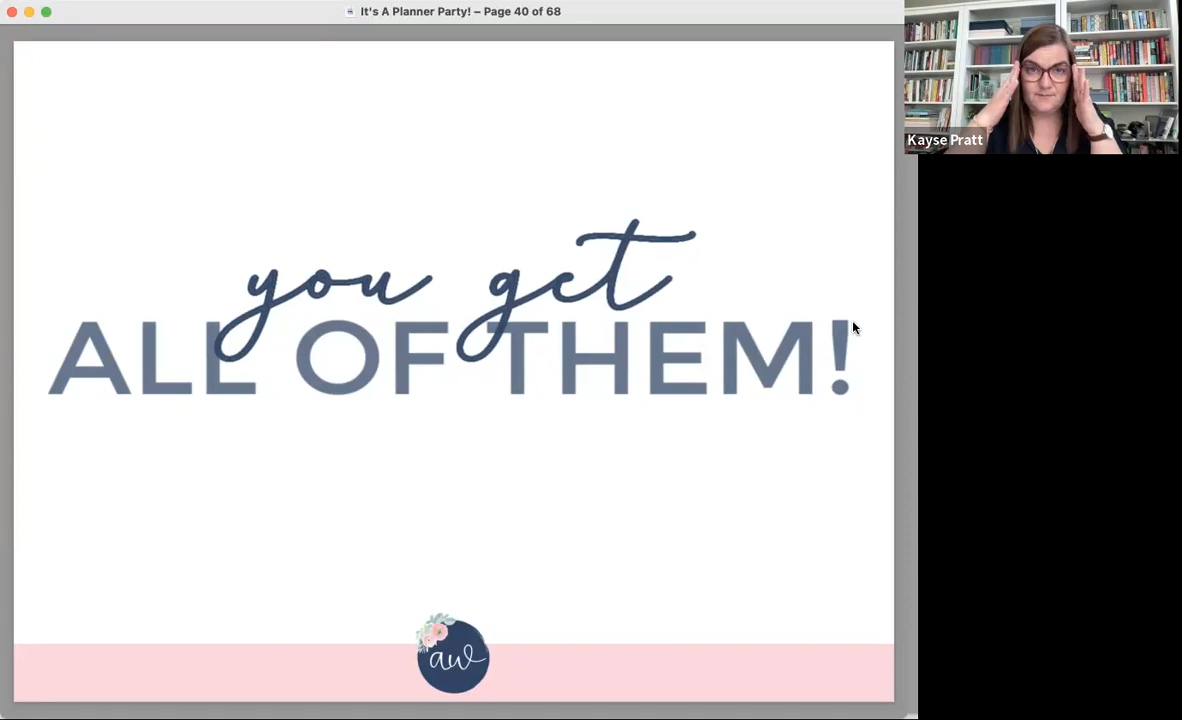 It's A Planner Party! – Page 40 of 68
Kayse Pratt
you get
ALL OF THEM!
aw